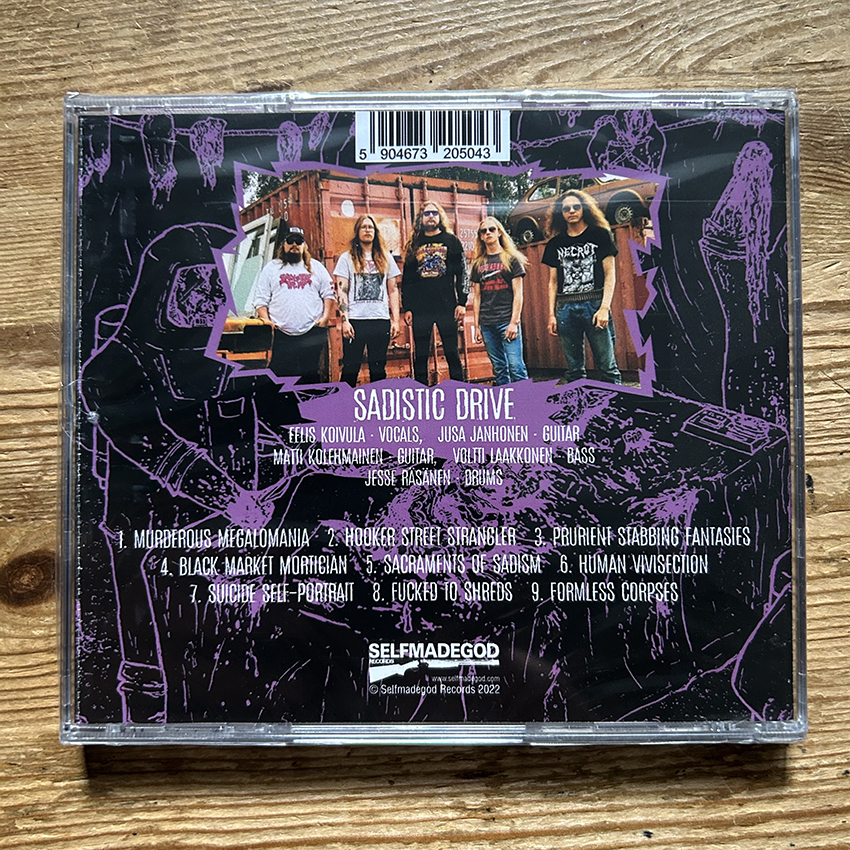 5 904673 205043
NECROT
SADISTIC DRIVE
EELIS KOIVULA · VOCALS, JUSA JANHONEN · GUITAR
MATTI KOLEHMAINEN · GUITAR, VOLTTI LAAKKONEN · BASS
JESSE RÄSÄNEN · DRUMS
1. MURDEROUS MEGALOMANIA 2. HOOKER STREET STRANGLER 3. PRURIENT STABBING FANTASIES
4. BLACK MARKET MORTICIAN 5. SACRAMENTS OF SADISM 6. HUMAN VIVISECTION
7. SUICIDE SELF-PORTRAIT 8. FUCKED TO SHREDS 9. FORMLESS CORPSES
SELFMADEGOD
RECORDS
www.selfmadegod.com
© Selfmadegod Records 2022